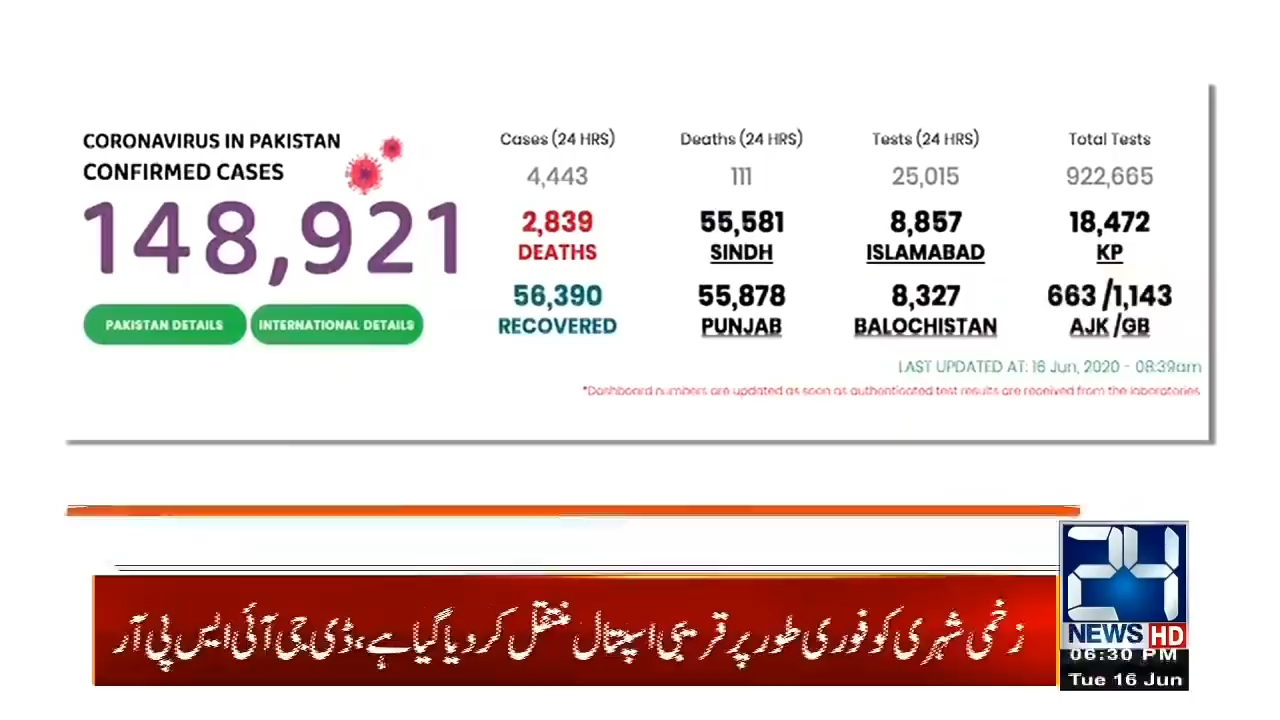 CORONAVIRUS IN PAKISTAN
CONFIRMED CASES
148,921
PAKISTAN DETAILS
INTERNATIONAL DETAILS
Cases (24 HRS)
4,443
Deaths (24 HRS)
111
Tests (24 HRS)
25,015
Total Tests
922,665
2,839
DEATHS
55,581
SINDH
8,857
ISLAMABAD
18,472
KP
56,390
RECOVERED
55,878
PUNJAB
8,327
BALOCHISTAN
663 /1,143
AJK /GB
LAST UPDATED AT: 16 Jun, 2020 - 08:39am
*Dashboard numbers are updated as soon as authenticated test results are received from the laboratories
زخمی شہری کو فوری طور پر قریبی اسپتال منتقل کر دیا گیا ہے، ڈی جی آئی ایس پی آر
24
NEWS HD
06:30 PM
Tue 16 Jun